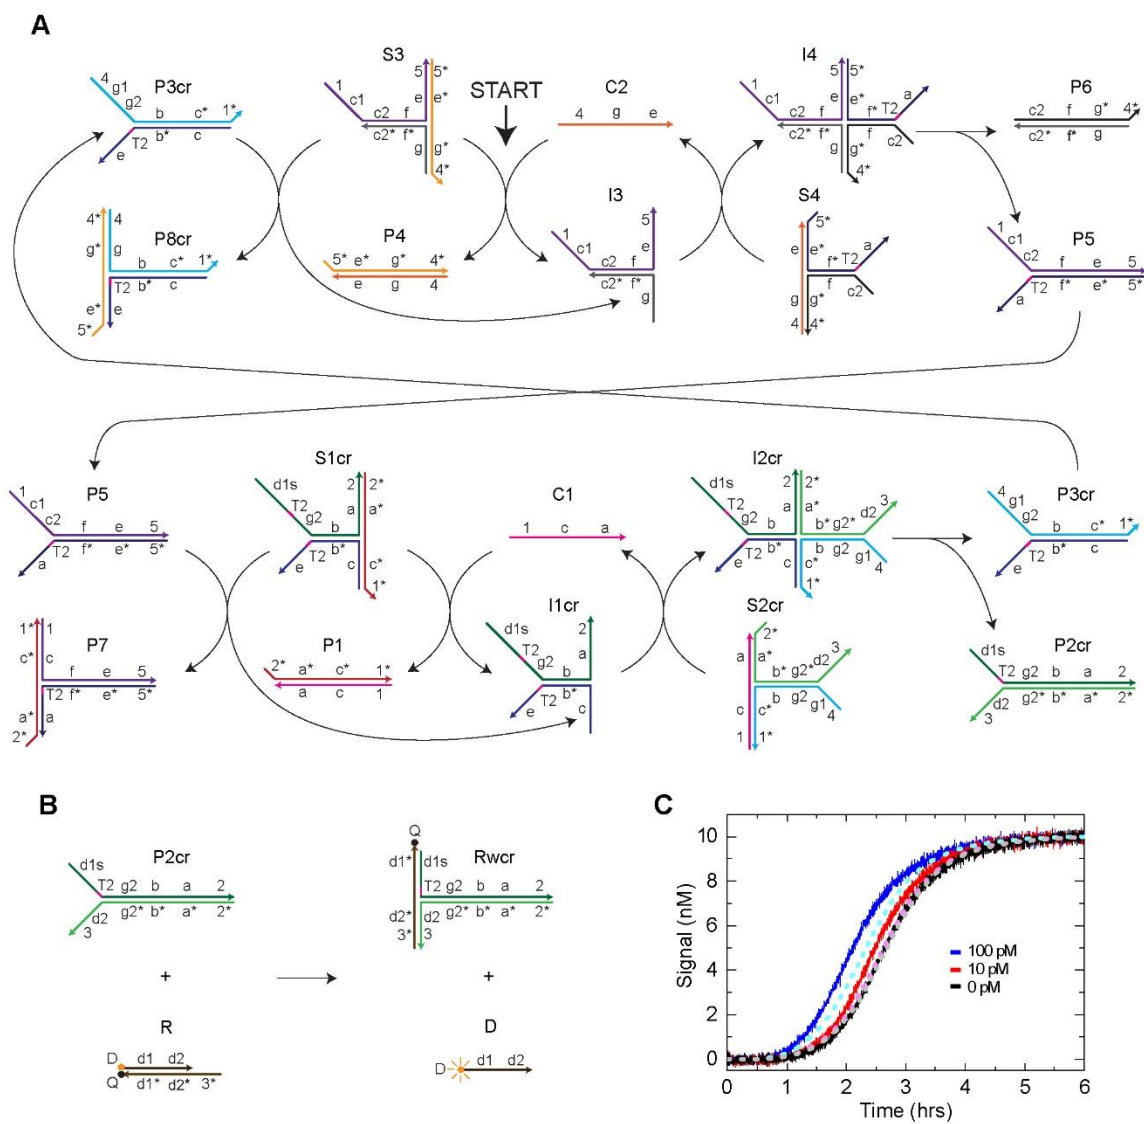 A
P3cr
4 g1 g2 b c* 1*
e T2 b* c
S3
1 c1 c2 f e 5 5* e*
c2* f* g g* 4*
START
C2
4 g e
I4
1 c1 c2 f e 5 5* e* f* T2 a
c2* f* g g* 4* f c2
P6
c2 f g* 4*
c2* f* g
P8cr
4* 4 g* g b c* 1*
T2 b* c e* e 5*
P4
5* e* g* 4*
e g 4
I3
1 c1 c2 f e 5
c2* f* g
S4
5* e e* f* T2 a
g g* f c2 4 4*
P5
1 c1 c2 f e 5
a T2 f* e* 5*
P5
1 c1 c2 f e 5
a T2 f* e* 5*
S1cr
d1s T2 g2 b a 2 2* a*
e T2 b* c c* 1*
C1
1 c a
I2cr
d1s T2 g2 b a 2 2* a* b* g2* d2 3
e T2 b* c c* 1* b g2 g1 4
P3cr
4 g1 g2 b c* 1*
e T2 b* c
P7
1* 1 c* c f e 5
T2 f* e* 5* a* a 2*
P1
2* a* c* 1*
a c 1
I1cr
d1s T2 g2 b a 2
e T2 b* c
S2cr
2* a a* b* g2* d2 3
c c* b g2 g1 4 1 1*
P2cr
d1s T2 g2 b a 2
3 d2 g2* b* a* 2*
B
P2cr
d1s T2 g2 b a 2
3 d2 g2* b* a* 2*
+
R
D d1 d2
Q d1* d2* 3*
Q
Rwcr
d1* d1s T2 g2 b a 2
d2* d2 g2* b* a* 2*
3* 3
+
D
D d1 d2
C
Signal (nM)
10
8
6
4
2
0
100 pM
10 pM
0 pM
0 1 2 3 4 5 6
Time (hrs)